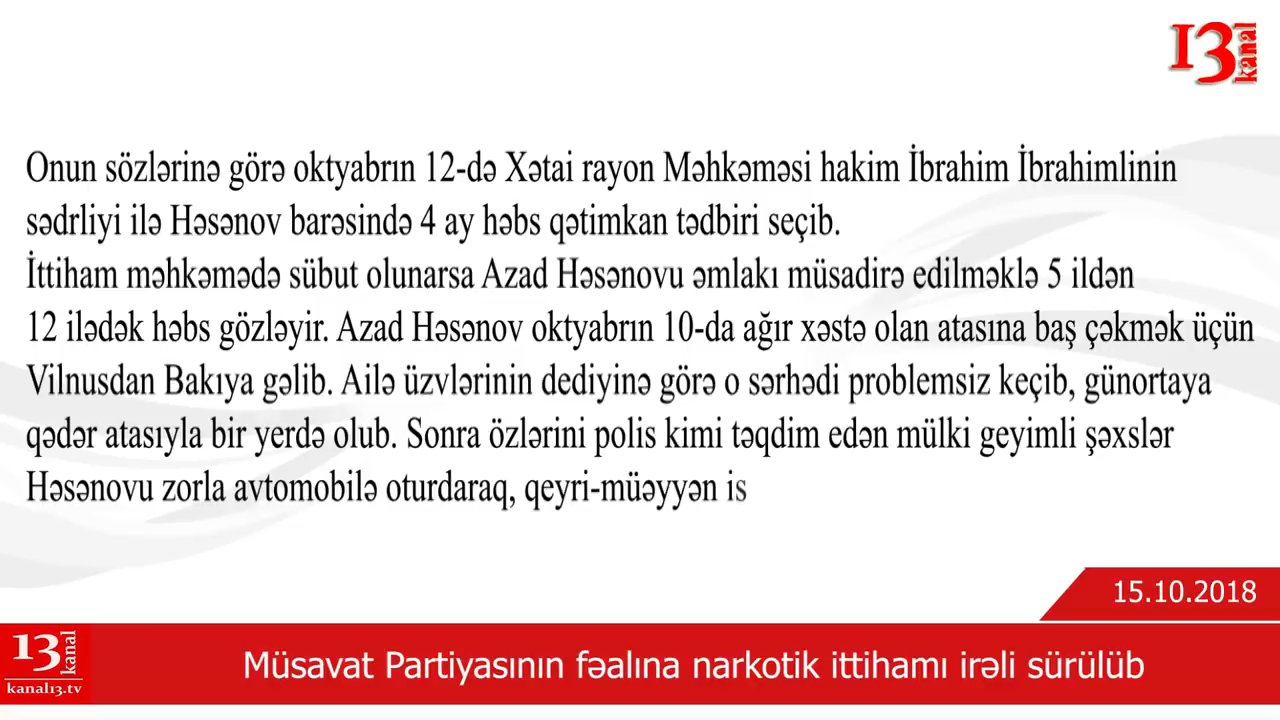 13 kanal
Onun sözlərinə görə oktyabrın 12-də Xətai rayon Məhkəməsi hakim İbrahim İbrahimlinin
sədrliyi ilə Həsənov barəsində 4 ay həbs qətimkan tədbiri seçib.
İttiham məhkəmədə sübut olunarsa Azad Həsənovu əmlakı müsadirə edilməklə 5 ildən
12 ilədək həbs gözləyir. Azad Həsənov oktyabrın 10-da ağır xəstə olan atasına baş çəkmək üçün
Vilnusdan Bakıya gəlib. Ailə üzvlərinin dediyinə görə o sərhədi problemsiz keçib, günortaya
qədər atasıyla bir yerdə olub. Sonra özlərini polis kimi təqdim edən mülki geyimli şəxslər
Həsənovu zorla avtomobilə oturdaraq, qeyri-müəyyən is
15.10.2018
13 kanal
kanal13.tv
Müsavat Partiyasının fəalına narkotik ittihamı irəli sürülüb